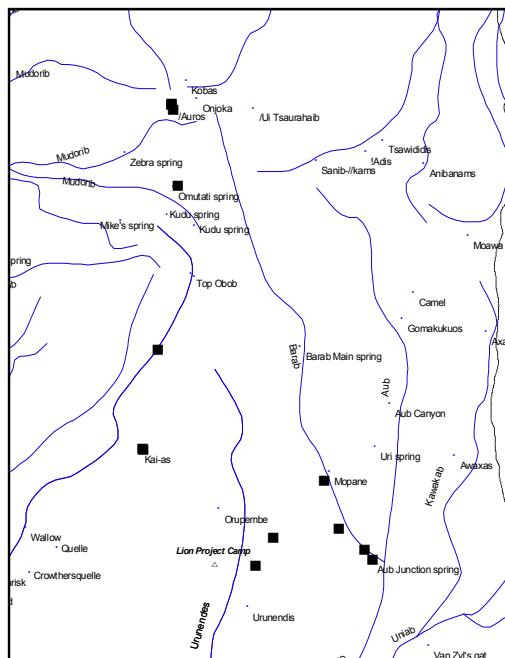 Mudorib
Kobas
Onjoka
/Auros
/Ui Tsaurahaib
Tsawididis
!Adis
Sanib-//kams
Anibanams
Mudorib
Zebra spring
Mudorib
Omutati spring
Kudu spring
Mike's spring
Kudu spring
Moawa
pring
b
Top Obob
Camel
Gomakukuos
Axa
Barab
Barab Main spring
Aub
Aub Canyon
Uri spring
Awaxas
Kai-as
Mopane
Kawakab
Orupembe
Wallow
Quelle
Lion Project Camp
Crowthersquelle
arisk
d
Aub Junction spring
Urunendes
Urunendis
Uniab
Van Zyl's gat